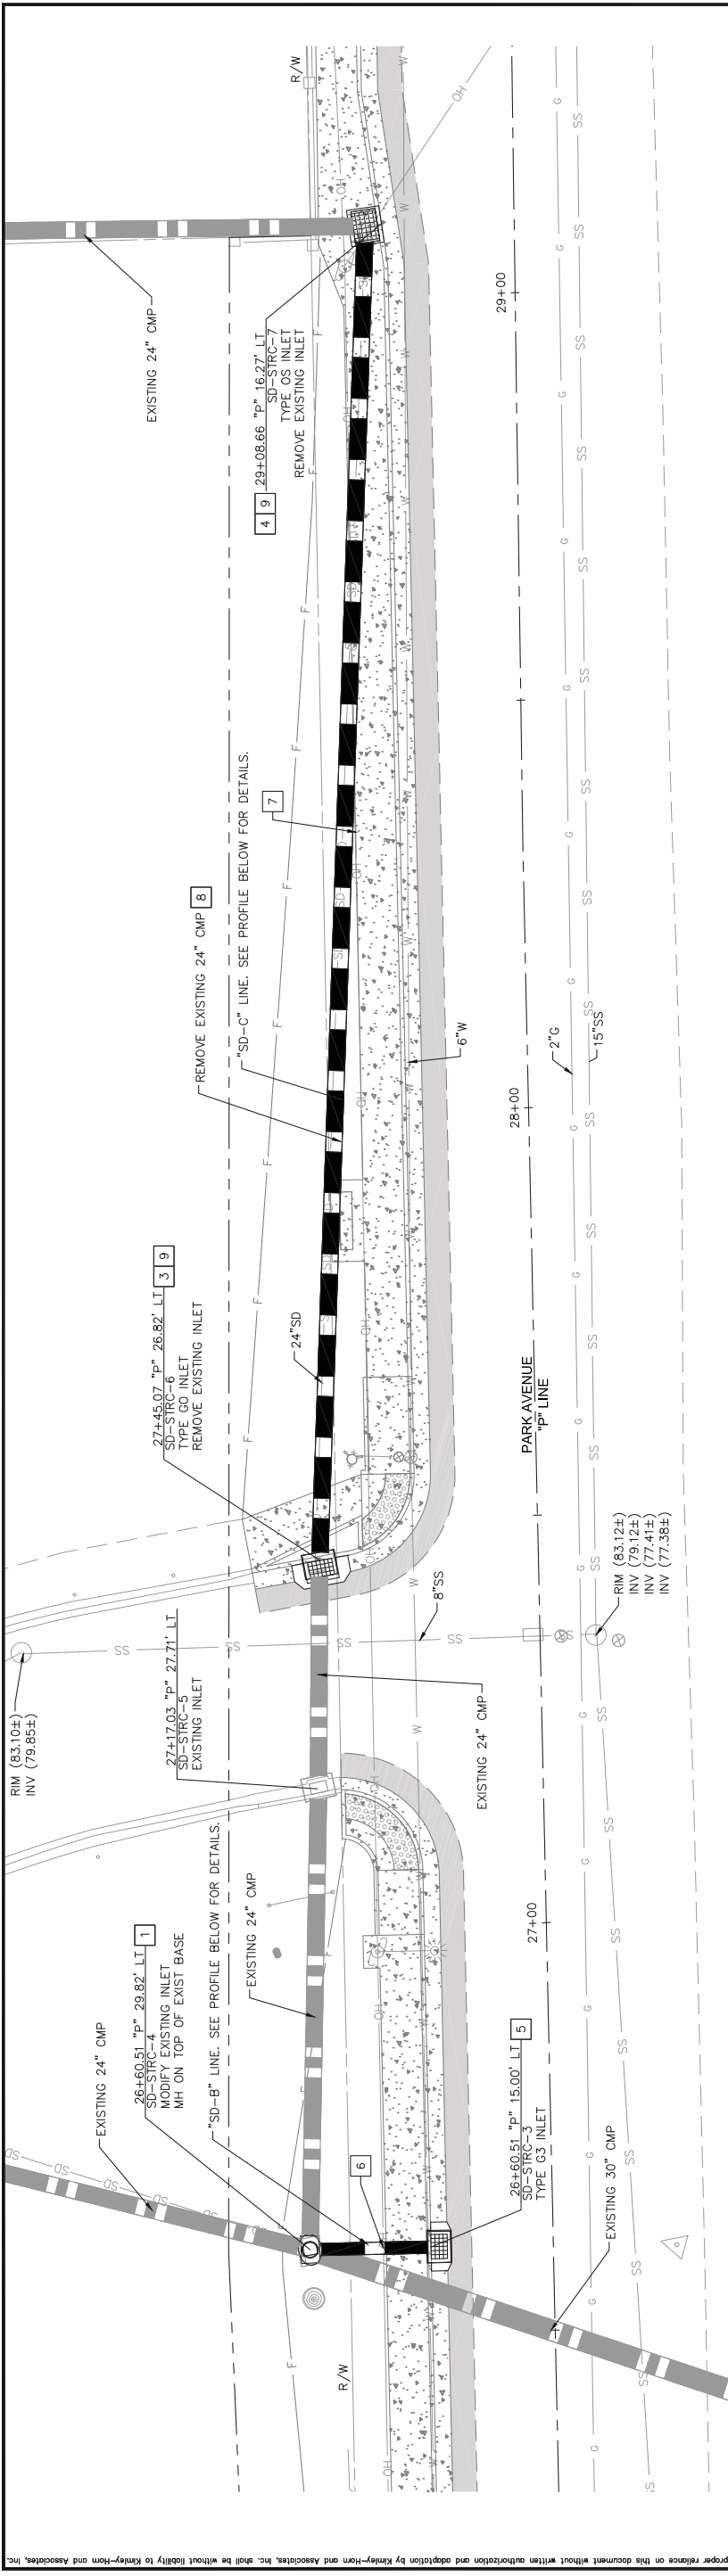 R/W
EXISTING 24" CMP
4 9 29+08.66 "P" 16.27' LT
SD-STRC-7
TYPE OS INLET
REMOVE EXISTING INLET
29+00
7
"SD-C" LINE. SEE PROFILE BELOW FOR DETAILS.
REMOVE EXISTING 24" CMP 8
6"W
2"G
15"SS
28+00
27+45.07 "P" 26.82' LT 3 9
SD-STRC-6
TYPE GO INLET
REMOVE EXISTING INLET
24"SD
PARK AVENUE
"P" LINE
RIM (83.12±)
INV (79.12±)
INV (77.41±)
INV (77.38±)
8"SS
RIM (83.10±)
INV (79.85±)
27+17.03 "P" 27.71' LT
SD-STRC-5
EXISTING INLET
EXISTING 24" CMP
27+00
EXISTING 24" CMP
26+60.51 "P" 29.82' LT 1
SD-STRC-4
MODIFY EXISTING INLET
MH ON TOP OF EXIST BASE
"SD-B" LINE. SEE PROFILE BELOW FOR DETAILS.
EXISTING 24" CMP
6
26+60.51 "P" 15.00' LT 5
SD-STRC-3
TYPE G3 INLET
EXISTING 30" CMP
R/W
proper reliance on this document without written authorization and adaptation by Kimley-Horn and Associates, Inc. shall be without liability to Kimley-Horn and Associates, Inc.